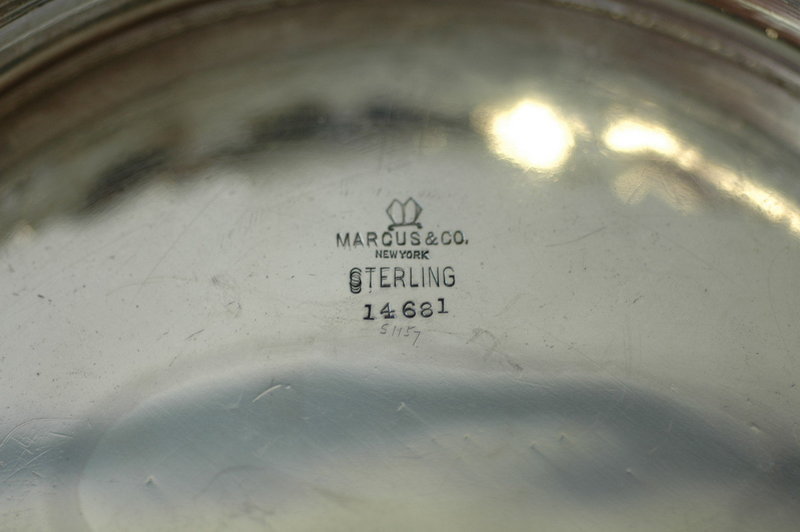 MARCUS & CO.
NEW YORK
STERLING
14681